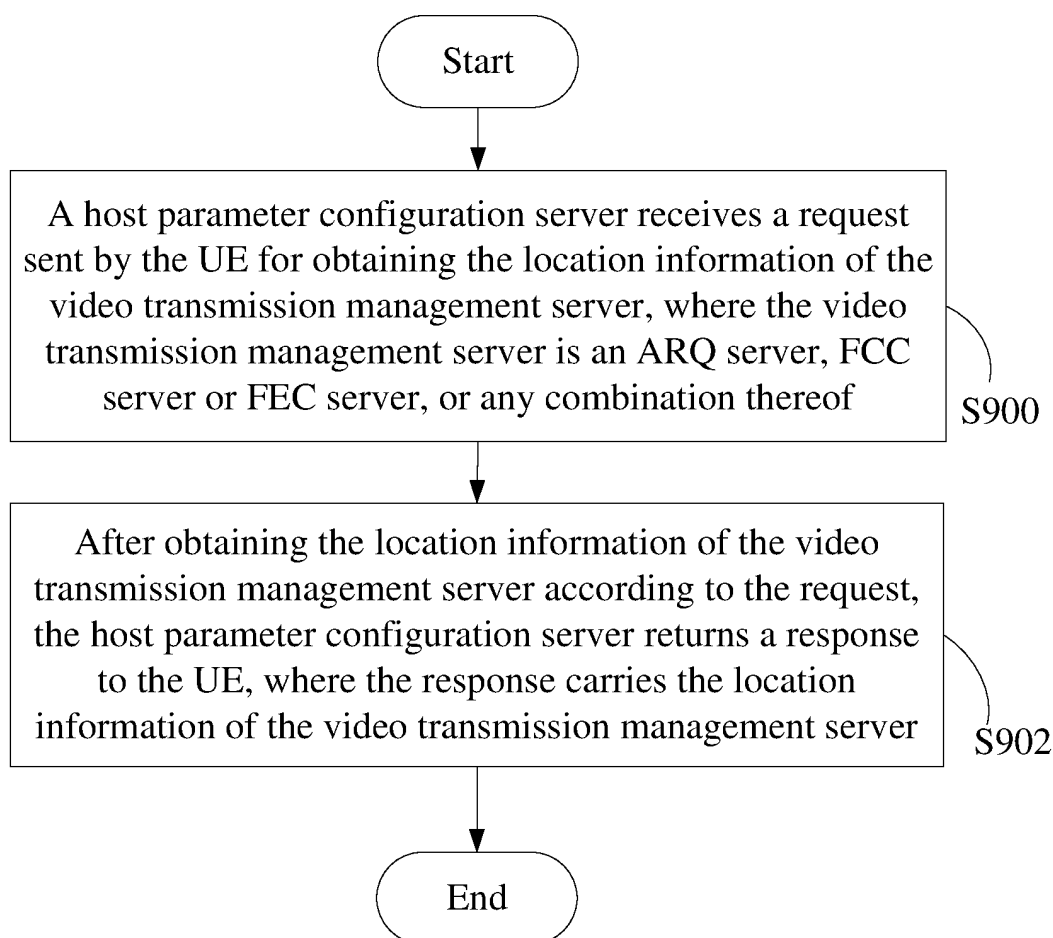 Start
A host parameter configuration server receives a request
sent by the UE for obtaining the location information of the
video transmission management server, where the video
transmission management server is an ARQ server, FCC
server or FEC server, or any combination thereof
S900
After obtaining the location information of the video
transmission management server according to the request,
the host parameter configuration server returns a response
to the UE, where the response carries the location
information of the video transmission management server
S902
End